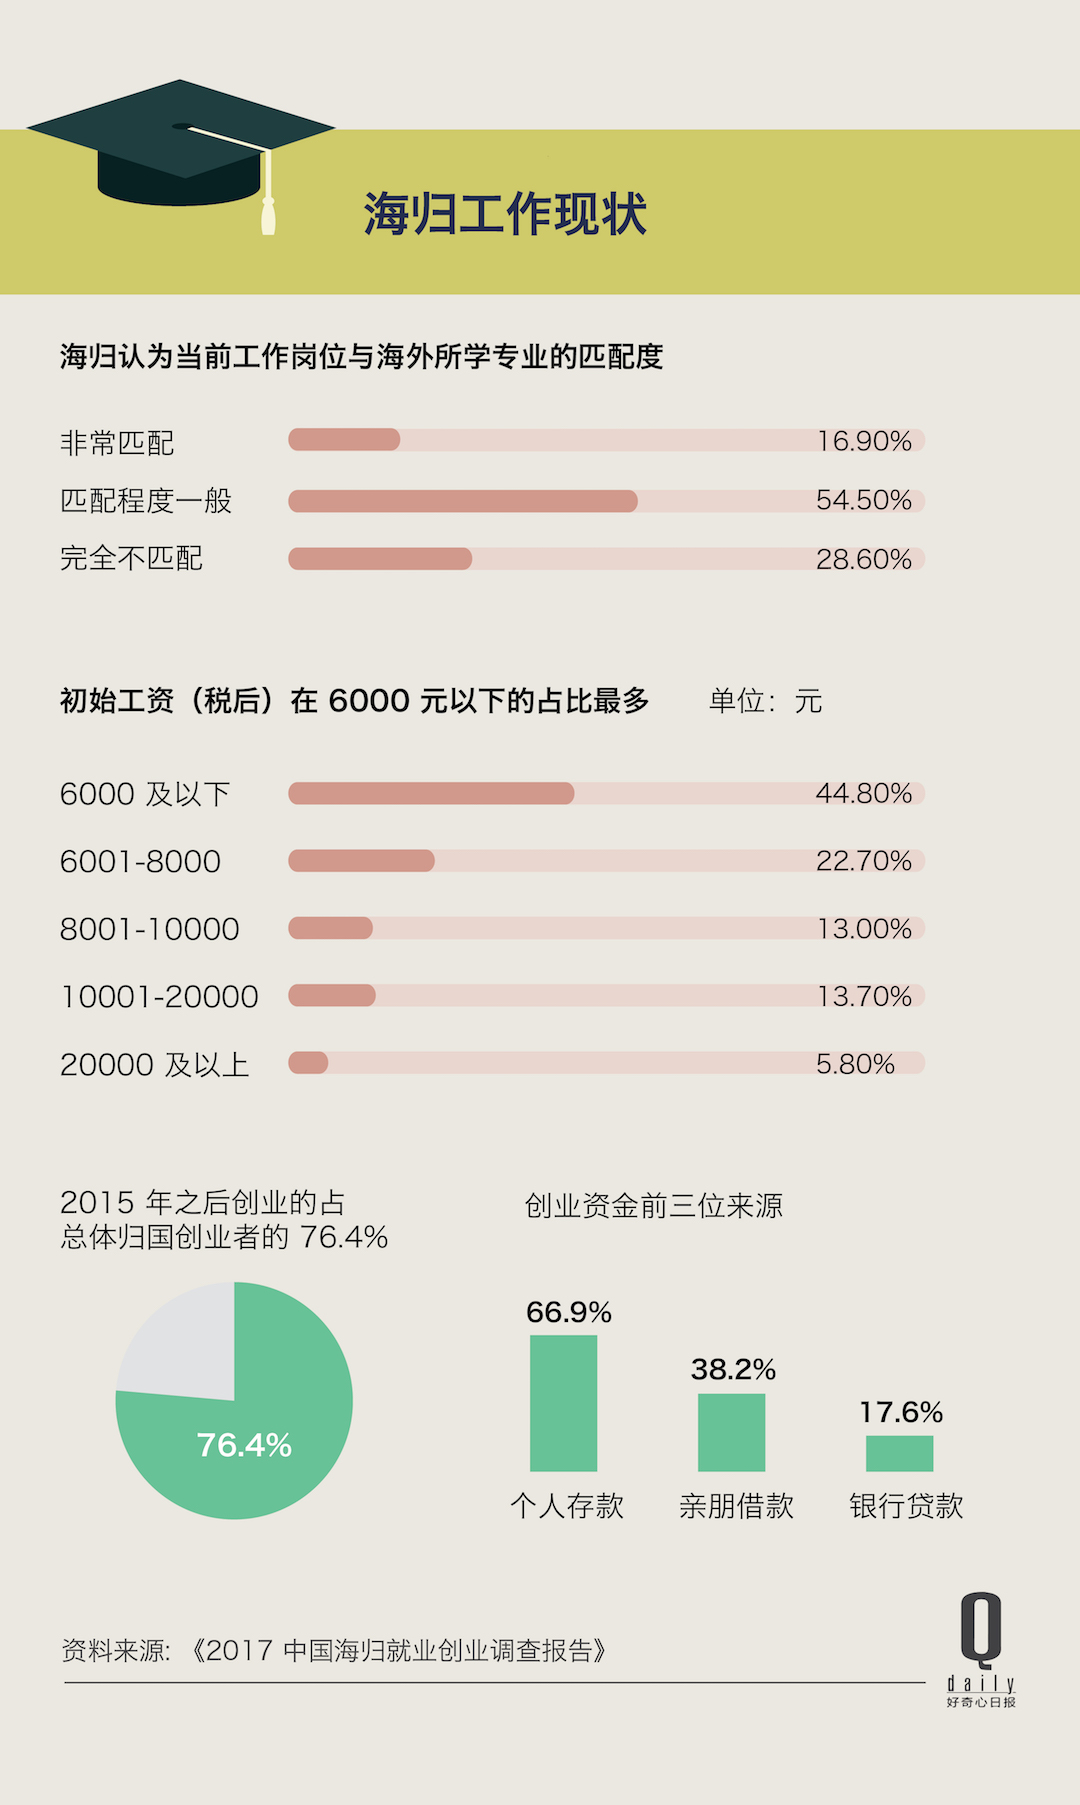 海归工作现状
海归认为当前工作岗位与海外所学专业的匹配度
非常匹配 16.90%
匹配程度一般 54.50%
完全不匹配 28.60%
初始工资（税后）在 6000 元以下的占比最多 单位：元
6000 及以下 44.80%
6001-8000 22.70%
8001-10000 13.00%
10001-20000 13.70%
20000 及以上 5.80%
2015 年之后创业的占
总体归国创业者的 76.4%
76.4%
创业资金前三位来源
66.9%
38.2%
17.6%
个人存款 亲朋借款 银行贷款
资料来源：《2017 中国海归就业创业调查报告》
Q
daily
好奇心日报